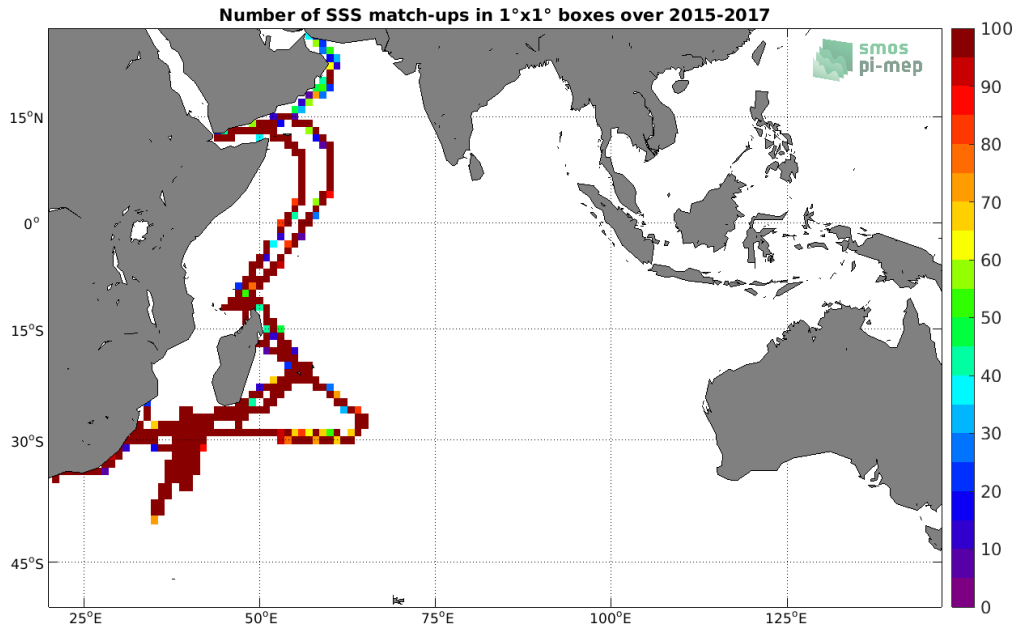 Number of SSS match-ups in 1°x1° boxes over 2015-2017
smos
pi-mep
100
90
80
70
60
50
40
30
20
10
0
15°N
0°
15°S
30°S
45°S
25°E
50°E
75°E
100°E
125°E